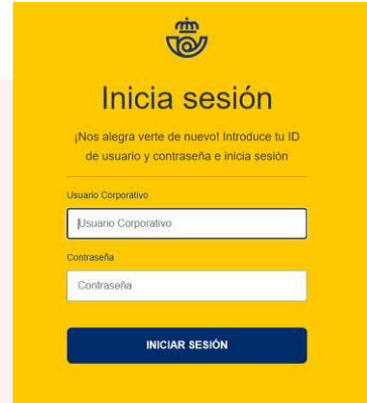 Inicia sesión
¡Nos alegra verte de nuevo! Introduce tu ID
de usuario y contraseña e inicia sesión
Usuario Corporativo
Usuario Corporativo
Contraseña
Contraseña
INICIAR SESIÓN